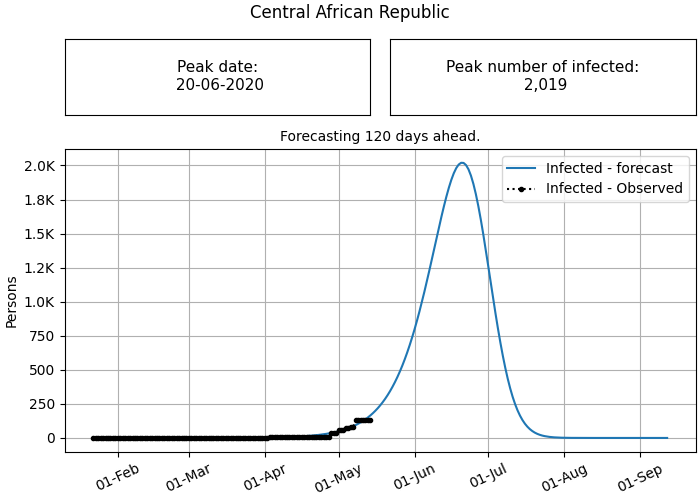 Central African Republic
Peak date:
20-06-2020
Peak number of infected:
2,019
Forecasting 120 days ahead.
Infected - forecast
Infected - Observed
Persons
2.0K
1.8K
1.5K
1.2K
1.0K
750
500
250
0
01-Feb
01-Mar
01-Apr
01-May
01-Jun
01-Jul
01-Aug
01-Sep